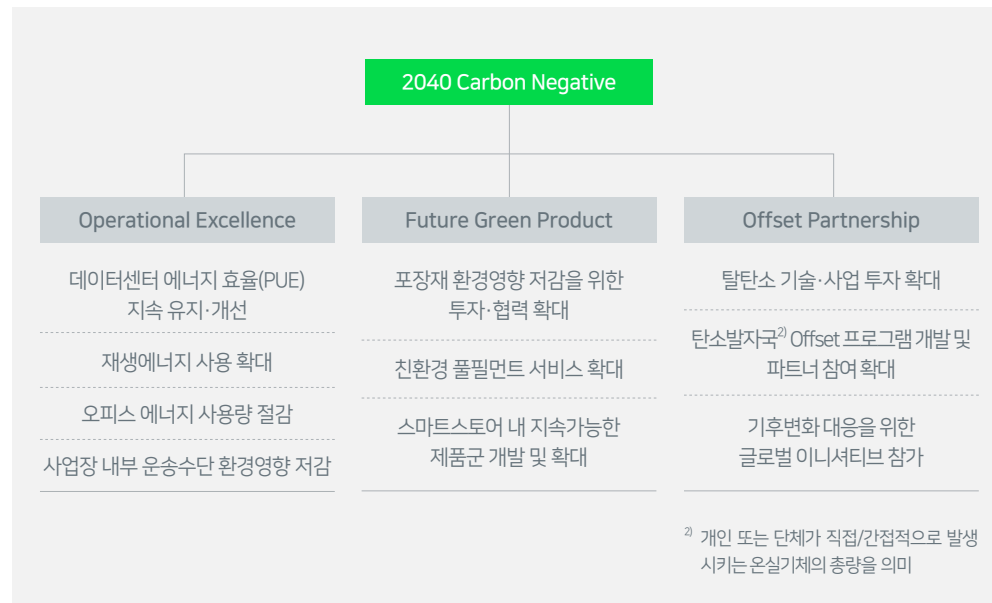 2040 Carbon Negative
Operational Excellence
데이터센터 에너지 효율(PUE)
지속 유지·개선
재생에너지 사용 확대
오피스 에너지 사용량 절감
사업장 내부 운송수단 환경영향 저감
Future Green Product
포장재 환경영향 저감을 위한
투자·협력 확대
친환경 풀필먼트 서비스 확대
스마트스토어 내 지속가능한
제품군 개발 및 확대
Offset Partnership
탈탄소 기술·사업 투자 확대
탄소발자국2) Offset 프로그램 개발 및
파트너 참여 확대
기후변화 대응을 위한
글로벌 이니셔티브 참가
2) 개인 또는 단체가 직접/간접적으로 발생
시키는 온실기체의 총량을 의미